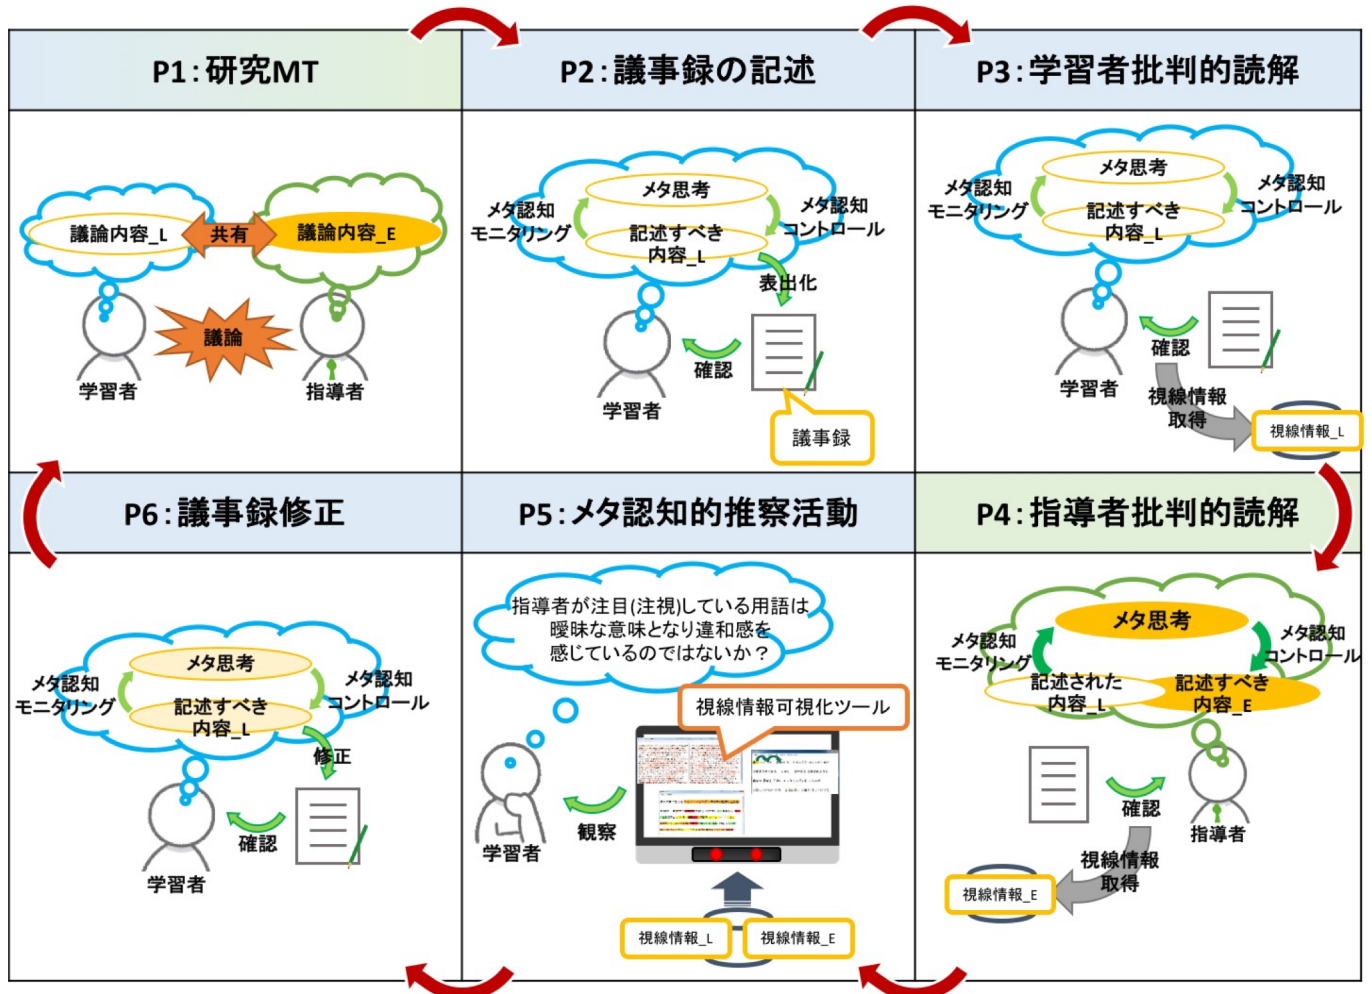 P1:研究MT
議論内容_L
共有
議論内容_E
議論
学習者
指導者
P2:議事録の記述
メタ思考
メタ認知
モニタリング
メタ認知
コントロール
記述すべき
内容_L
表出化
確認
学習者
議事録
P3:学習者批判的読解
メタ思考
メタ認知
モニタリング
メタ認知
コントロール
記述すべき
内容_L
確認
学習者
視線情報
取得
視線情報_L
P4:指導者批判的読解
メタ思考
メタ認知
モニタリング
メタ認知
コントロール
記述された
内容_L
記述すべき
内容_E
確認
指導者
視線情報
取得
視線情報_E
P5:メタ認知的推察活動
指導者が注目(注視)している用語は
曖昧な意味となり違和感を
感じているのではないか？
視線情報可視化ツール
観察
学習者
視線情報_L
視線情報_E
P6:議事録修正
メタ思考
メタ認知
モニタリング
メタ認知
コントロール
記述すべき
内容_L
修正
確認
学習者